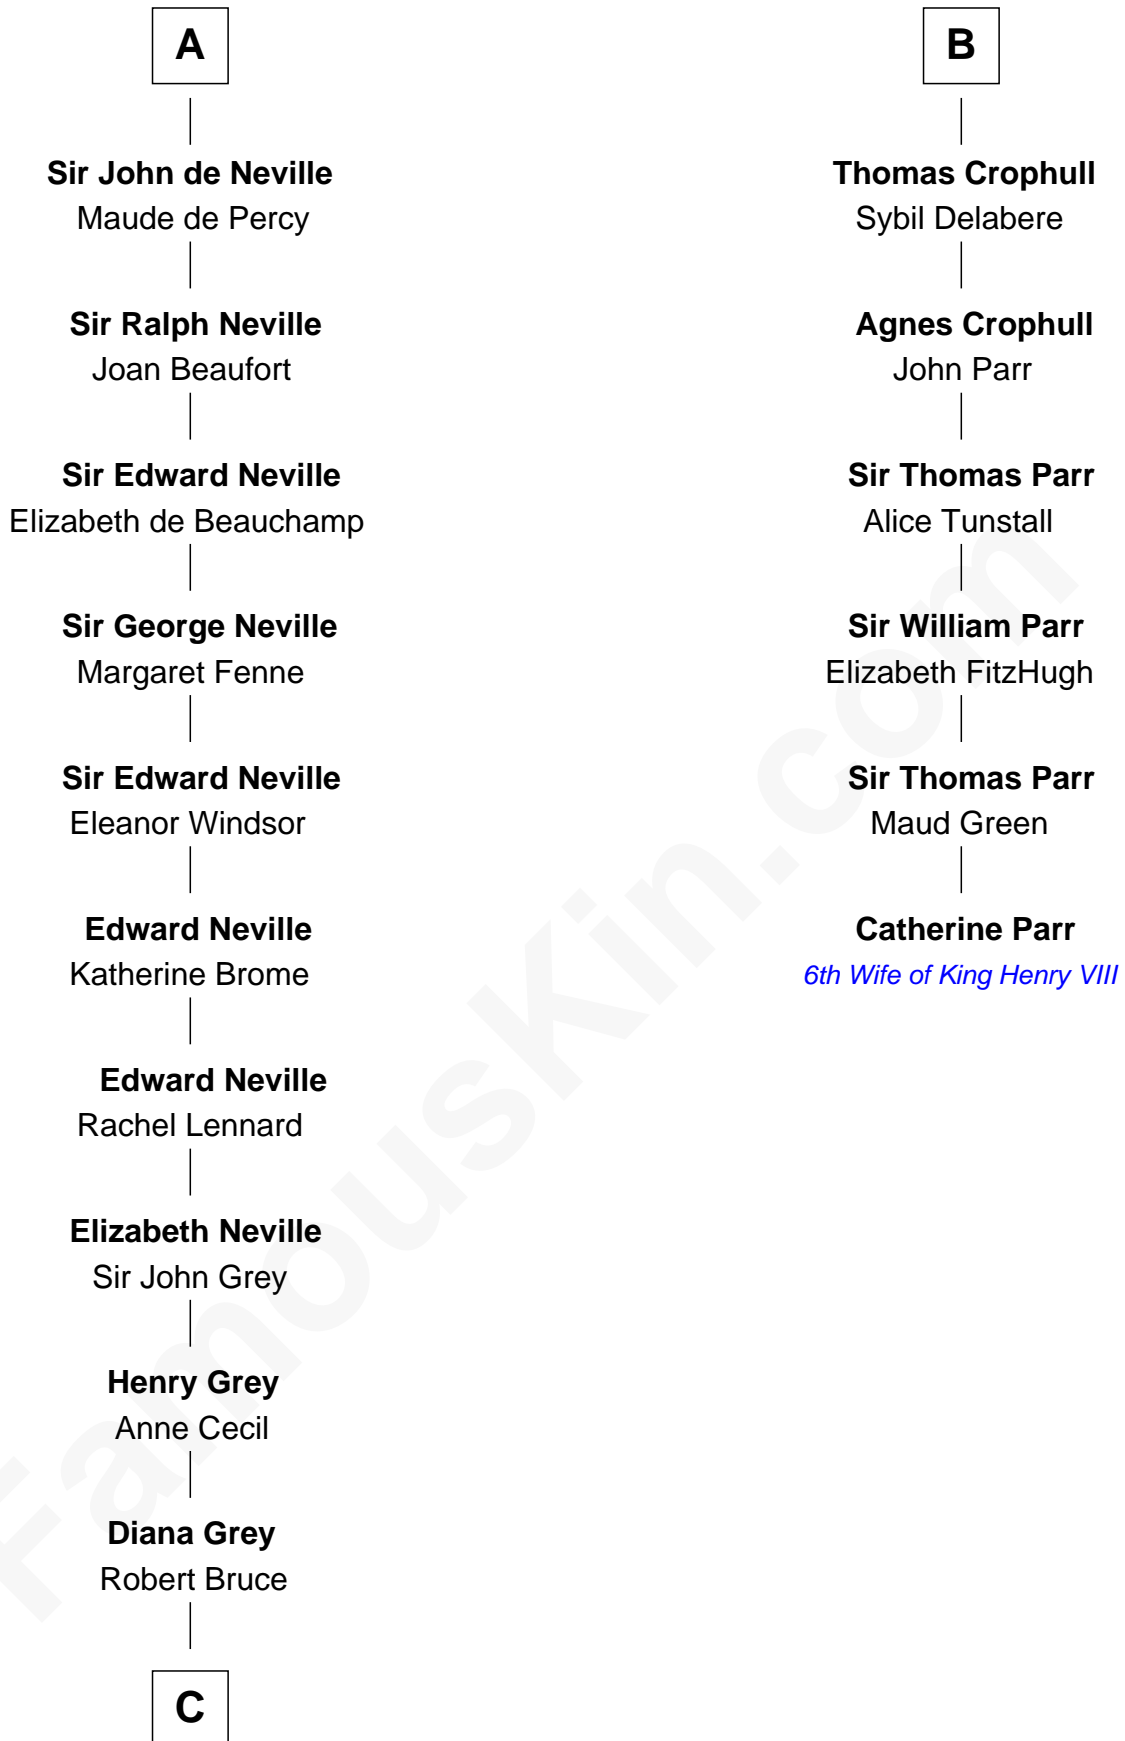 A
Sir John de Neville
Maude de Percy
Sir Ralph Neville
Joan Beaufort
Sir Edward Neville
Elizabeth de Beauchamp
Sir George Neville
Margaret Fenne
Sir Edward Neville
Eleanor Windsor
Edward Neville
Katherine Brome
Edward Neville
Rachel Lennard
Elizabeth Neville
Sir John Grey
Henry Grey
Anne Cecil
Diana Grey
Robert Bruce
C
B
Thomas Crophull
Sybil Delabere
Agnes Crophull
John Parr
Sir Thomas Parr
Alice Tunstall
Sir William Parr
Elizabeth FitzHugh
Sir Thomas Parr
Maud Green
Catherine Parr
6th Wife of King Henry VIII
FamousKin.com